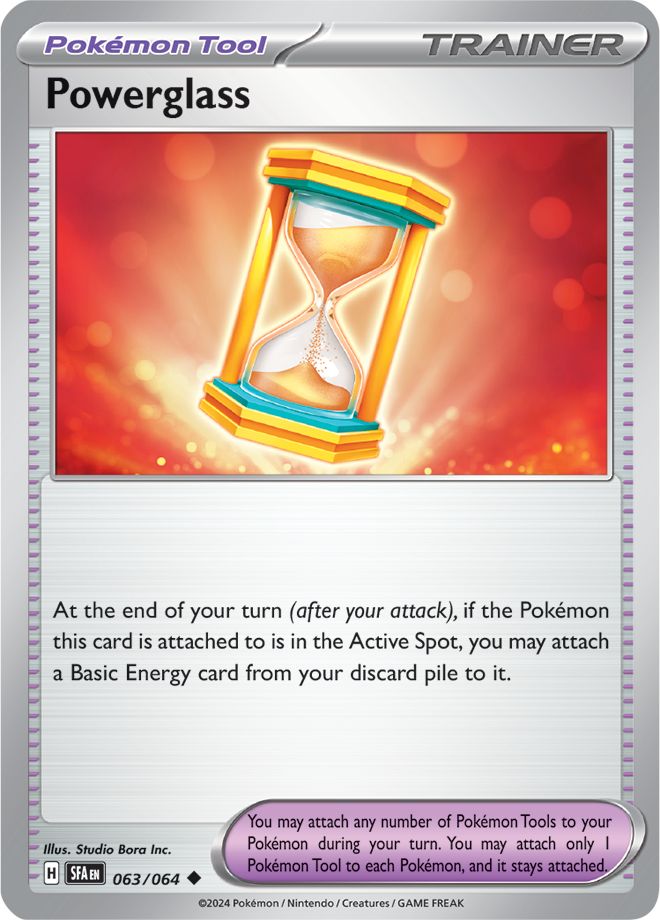 Pokémon Tool
TRAINER
Powerglass
At the end of your turn (after your attack), if the Pokémon
this card is attached to is in the Active Spot, you may attach
a Basic Energy card from your discard pile to it.
You may attach any number of Pokémon Tools to your
Pokémon during your turn. You may attach only 1
Pokémon Tool to each Pokémon, and it stays attached.
Illus. Studio Bora Inc.
H SFA EN 063/064 ◆
©2024 Pokémon / Nintendo / Creatures / GAME FREAK